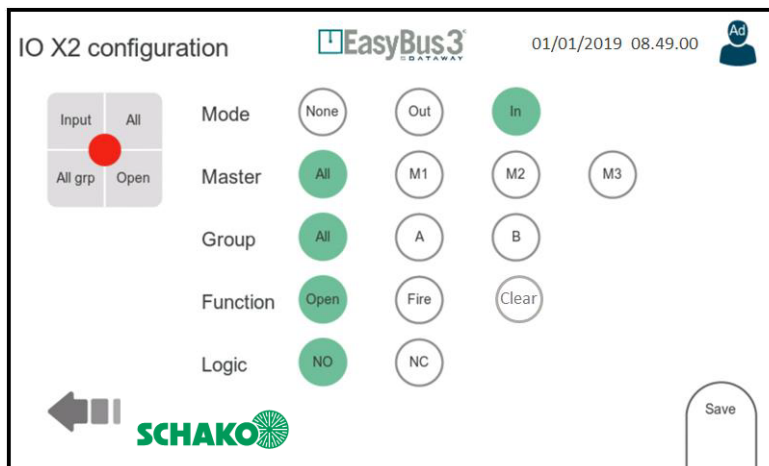 IO X2 configuration
EasyBus3
DATAWAY
01/01/2019 08.49.00
Ad
Input All
All grp Open
Mode None Out In
Master All M1 M2 M3
Group All A B
Function Open Fire Clear
Logic NO NC
SCHAKO
Save